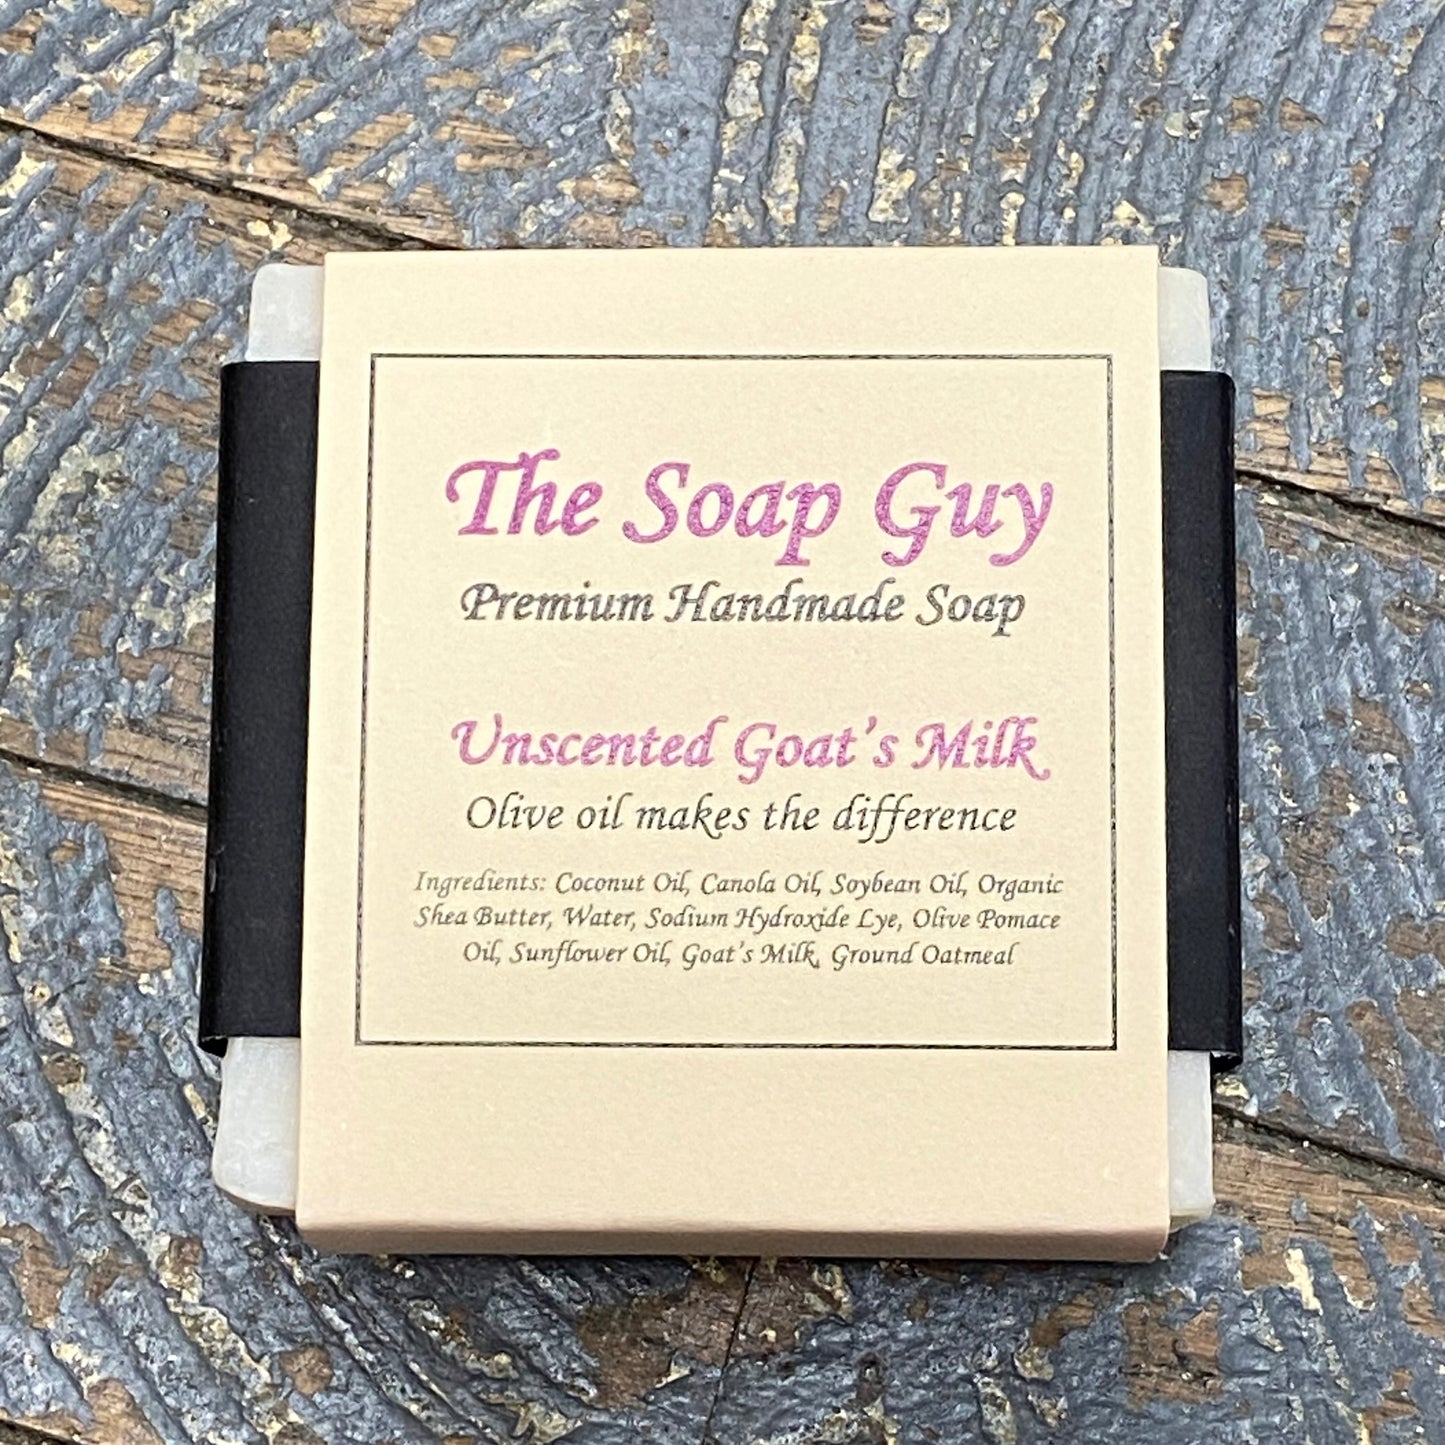 The Soap Guy
Premium Handmade Soap
Unscented Goat's Milk
Olive oil makes the difference
Ingredients: Coconut Oil, Canola Oil, Soybean Oil, Organic
Shea Butter, Water, Sodium Hydroxide Lye, Olive Pomace
Oil, Sunflower Oil, Goat's Milk, Ground Oatmeal